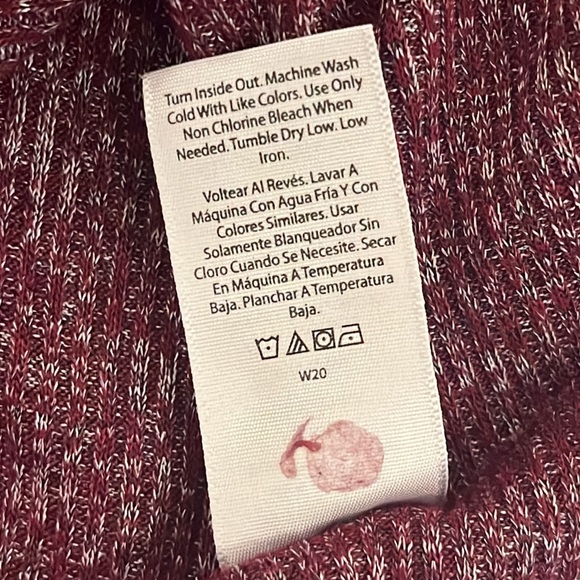 Turn Inside Out. Machine Wash
Cold With Like Colors. Use Only
Non Chlorine Bleach When
Needed. Tumble Dry Low. Low
Iron.
Voltear Al Revés. Lavar A
Máquina Con Agua Fría Y Con
Colores Similares. Usar
Solamente Blanqueador Sin
Cloro Cuando Se Necesite. Secar
En Máquina A Temperatura
Baja. Planchar A Temperatura
Baja.
W20